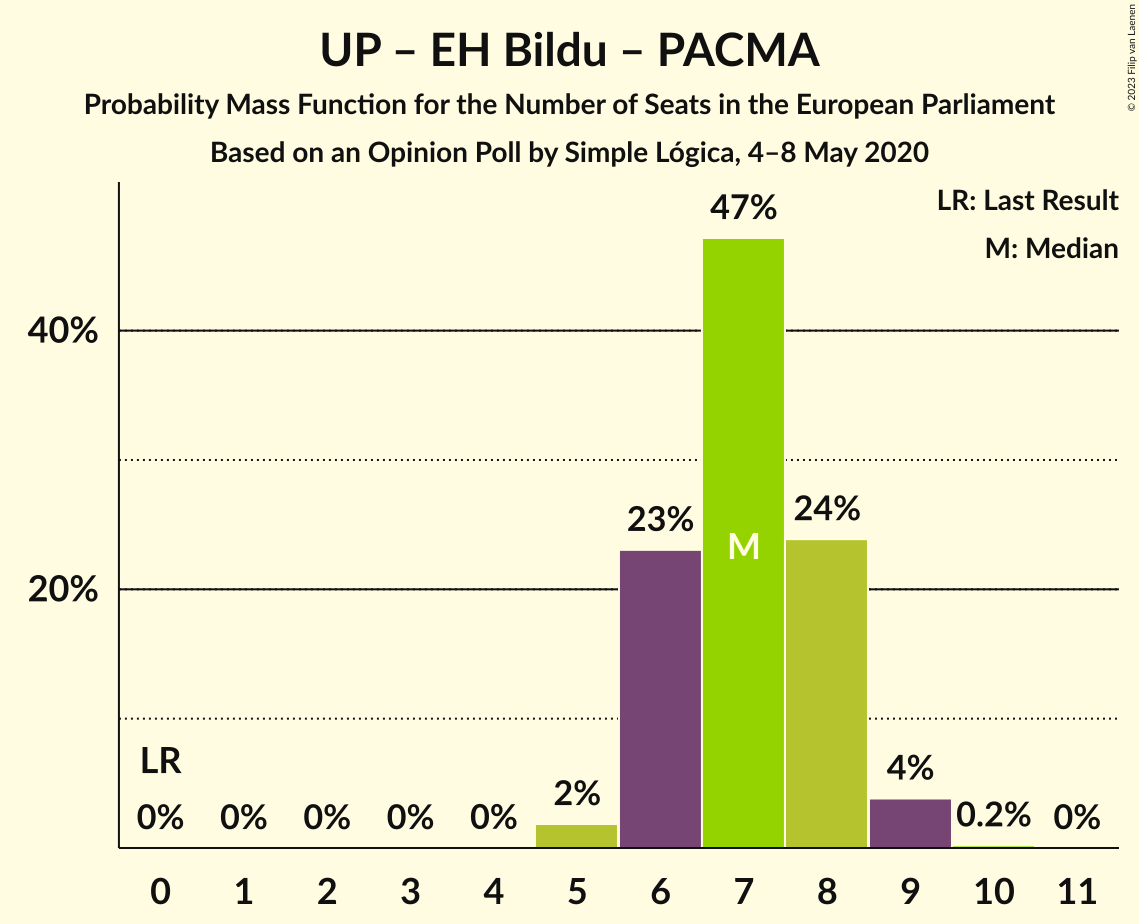 UP – EH Bildu – PACMA
Probability Mass Function for the Number of Seats in the European Parliament
Based on an Opinion Poll by Simple Lógica, 4–8 May 2020
© 2023 Filip van Laenen
LR: Last Result
M: Median
47%
40%
24%
23%
M
20%
LR
4%
2%
0% 0% 0% 0% 0% 0.2% 0%
0 1 2 3 4 5 6 7 8 9 10 11